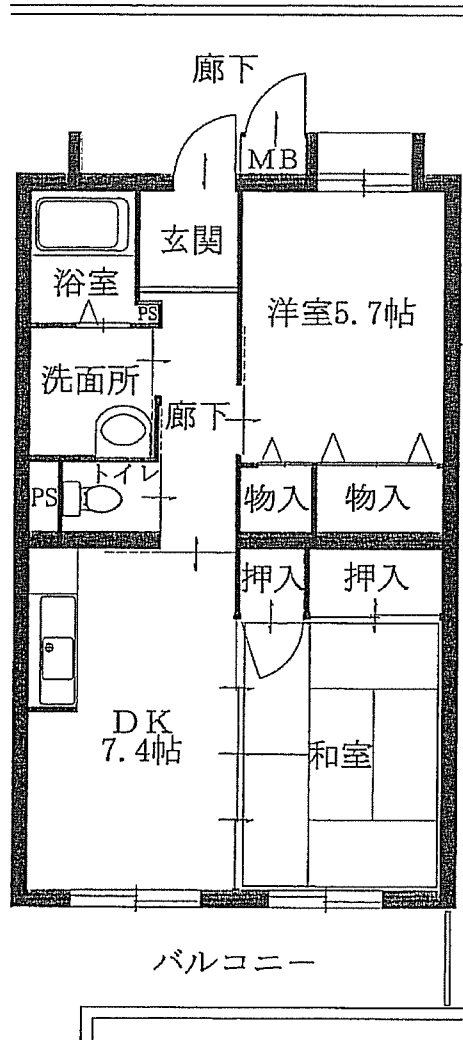 廊下
MB
玄関
浴室
PS
洋室5.7帖
洗面所
廊下
トイレ
PS
物入
物入
押入
押入
DK
7.4帖
和室
バルコニー